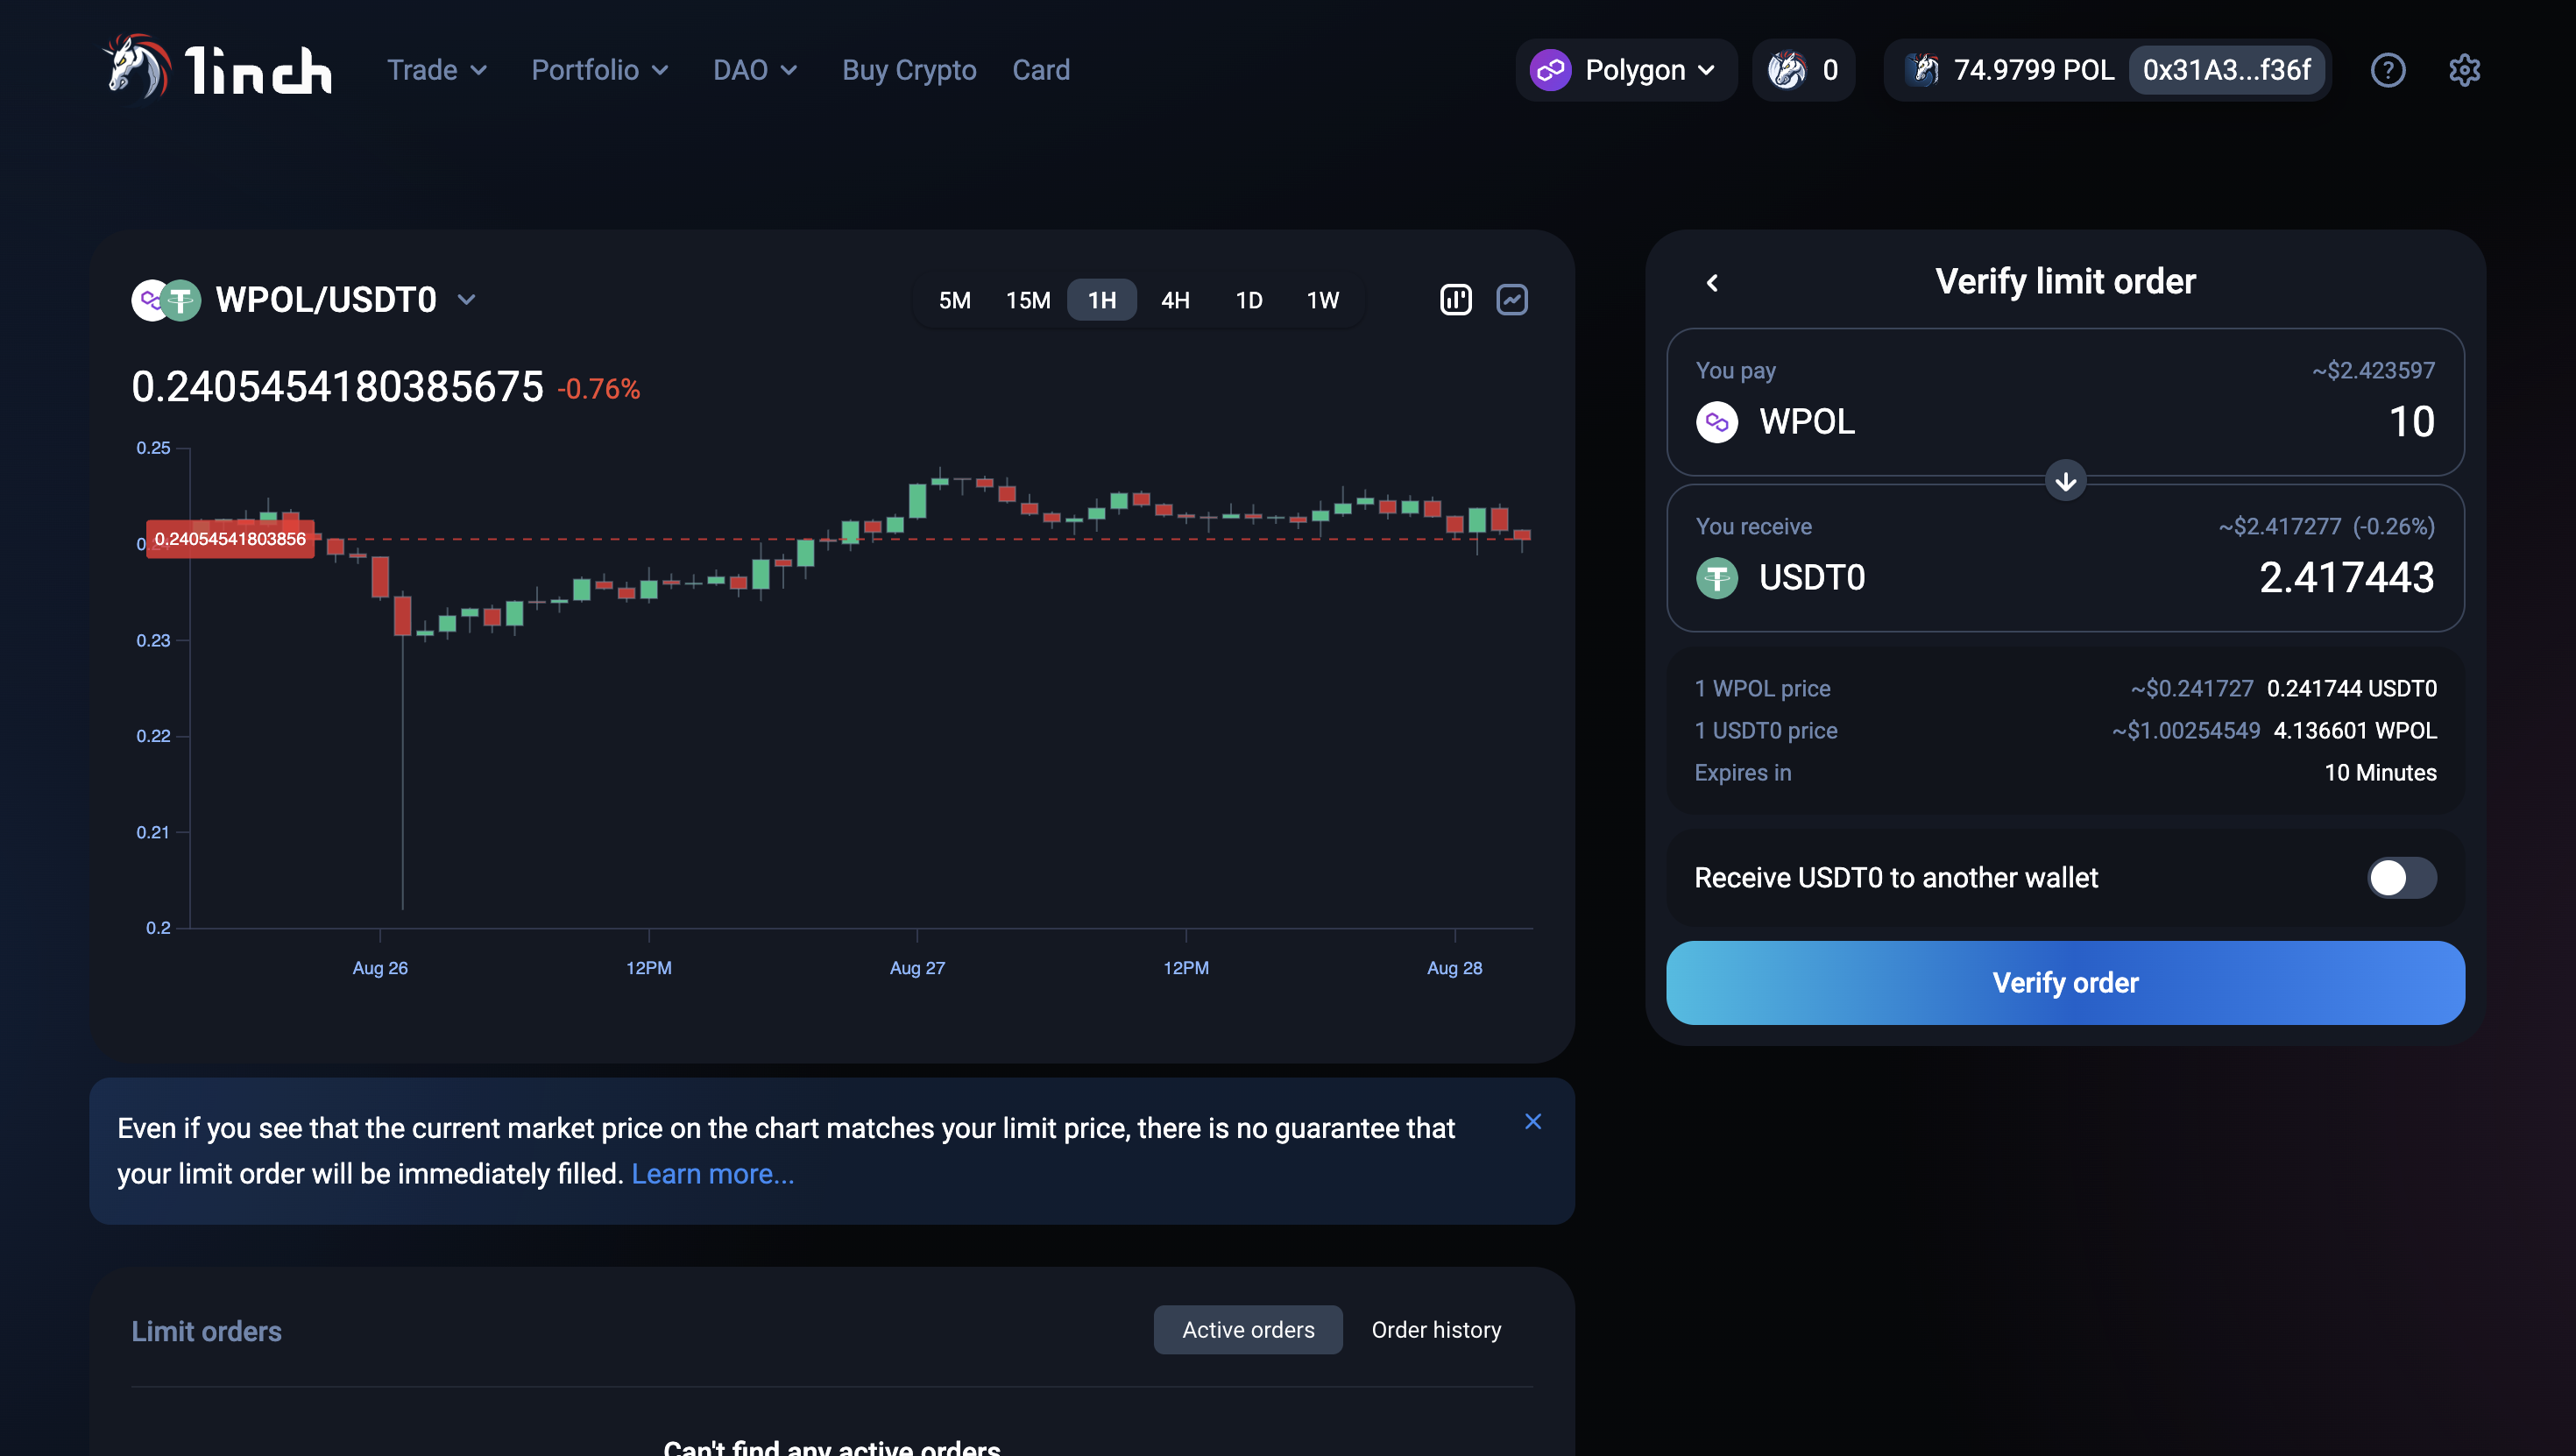 1inch Trade Portfolio DAO Buy Crypto Card Polygon 0 74.9799 POL 0x31A3...f36f
WPOL/USDT0
5M 15M 1H 4H 1D 1W
0.2405454180385675 -0.76%
0.25
0.24054541803856
0.23
0.22
0.21
0.2
Aug 26 12PM Aug 27 12PM Aug 28
Verify limit order
You pay ~$2.423597
WPOL 10
You receive ~$2.417277 (-0.26%)
USDT0 2.417443
1 WPOL price ~$0.241727 0.241744 USDT0
1 USDT0 price ~$1.00254549 4.136601 WPOL
Expires in 10 Minutes
Receive USDT0 to another wallet
Verify order
Even if you see that the current market price on the chart matches your limit price, there is no guarantee that
your limit order will be immediately filled. Learn more...
Limit orders Active orders Order history
Can't find any active orders